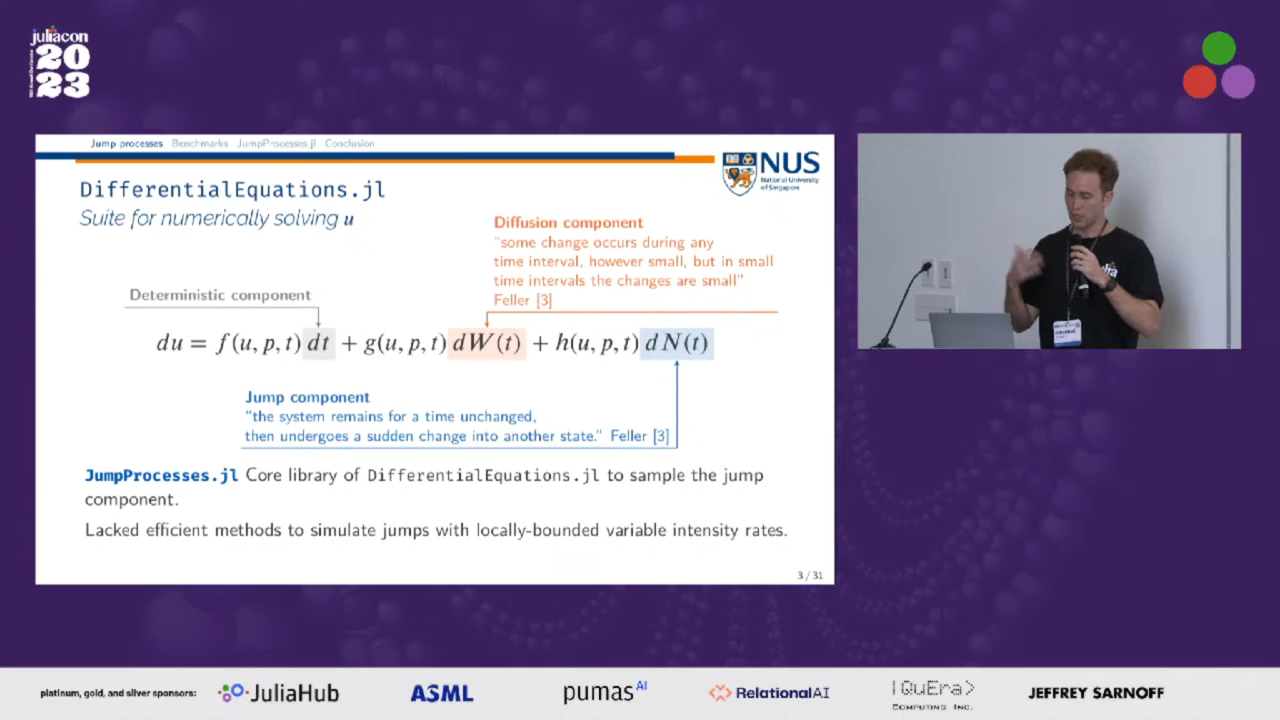 juliacon
20
23
Jump processes Benchmarks JumpProcesses.jl Conclusion
NUS
National University
of Singapore
DifferentialEquations.jl
Suite for numerically solving u
Diffusion component
"some change occurs during any
time interval, however small, but in small
time intervals the changes are small"
Feller [3]
Deterministic component
du = f(u, p, t) dt + g(u, p, t) dW(t) + h(u, p, t) dN(t)
Jump component
"the system remains for a time unchanged,
then undergoes a sudden change into another state." Feller [3]
JumpProcesses.jl Core library of DifferentialEquations.jl to sample the jump
component.
Lacked efficient methods to simulate jumps with locally-bounded variable intensity rates.
3 / 31
platinum, gold, and silver sponsors: JuliaHub ASML pumas AI RelationalAI QuEra> COMPUTING INC. JEFFREY SARNOFF